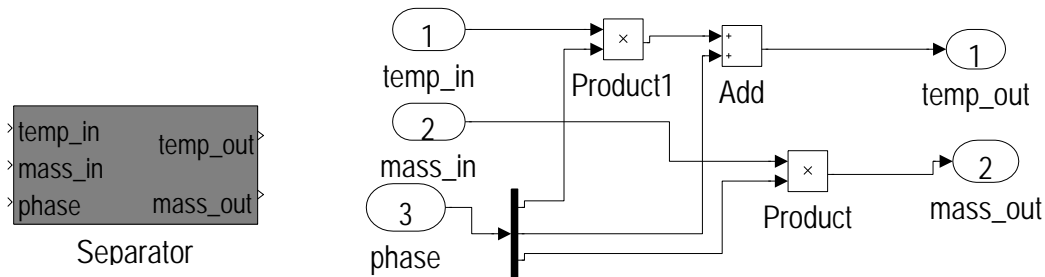 temp_in
mass_in
phase
temp_out
mass_out
Separator
1
temp_in
2
mass_in
3
phase
×
Product1
+
+
Add
1
temp_out
×
Product
2
mass_out